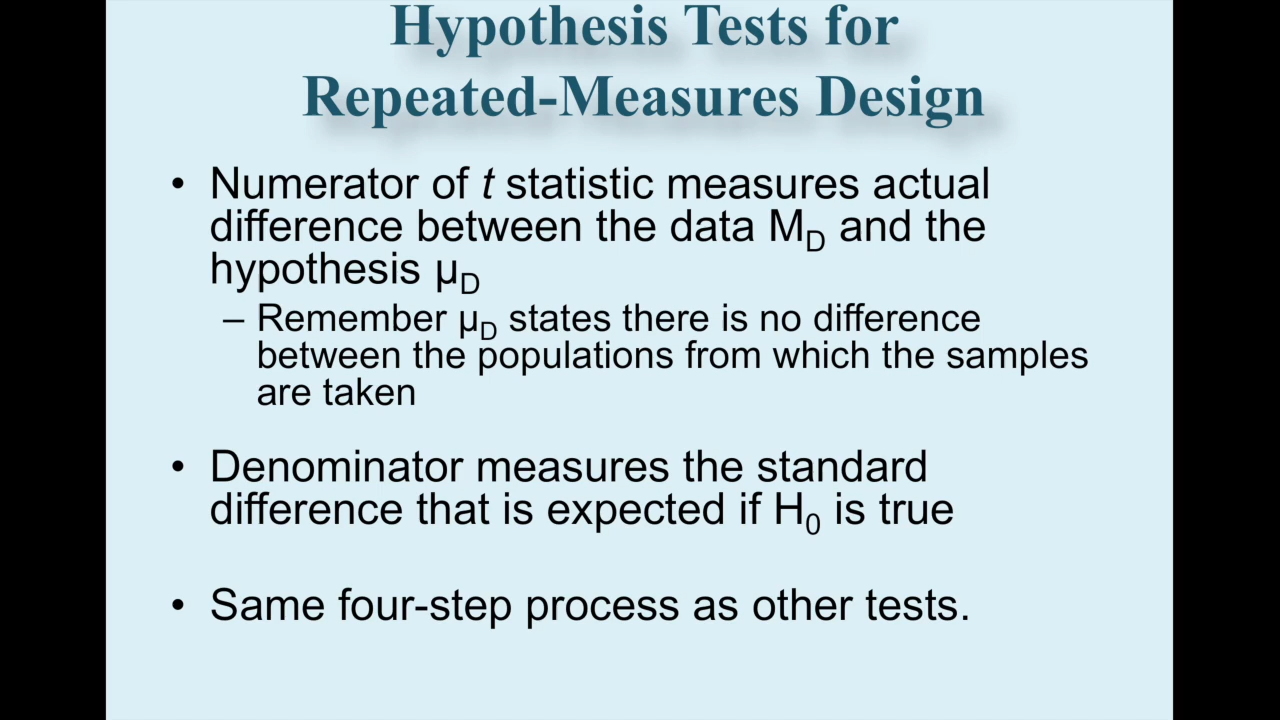 Hypothesis Tests for
Repeated-Measures Design
• Numerator of t statistic measures actual
difference between the data M_D and the
hypothesis µ_D
– Remember µ_D states there is no difference
between the populations from which the samples
are taken
• Denominator measures the standard
difference that is expected if H₀ is true
• Same four-step process as other tests.